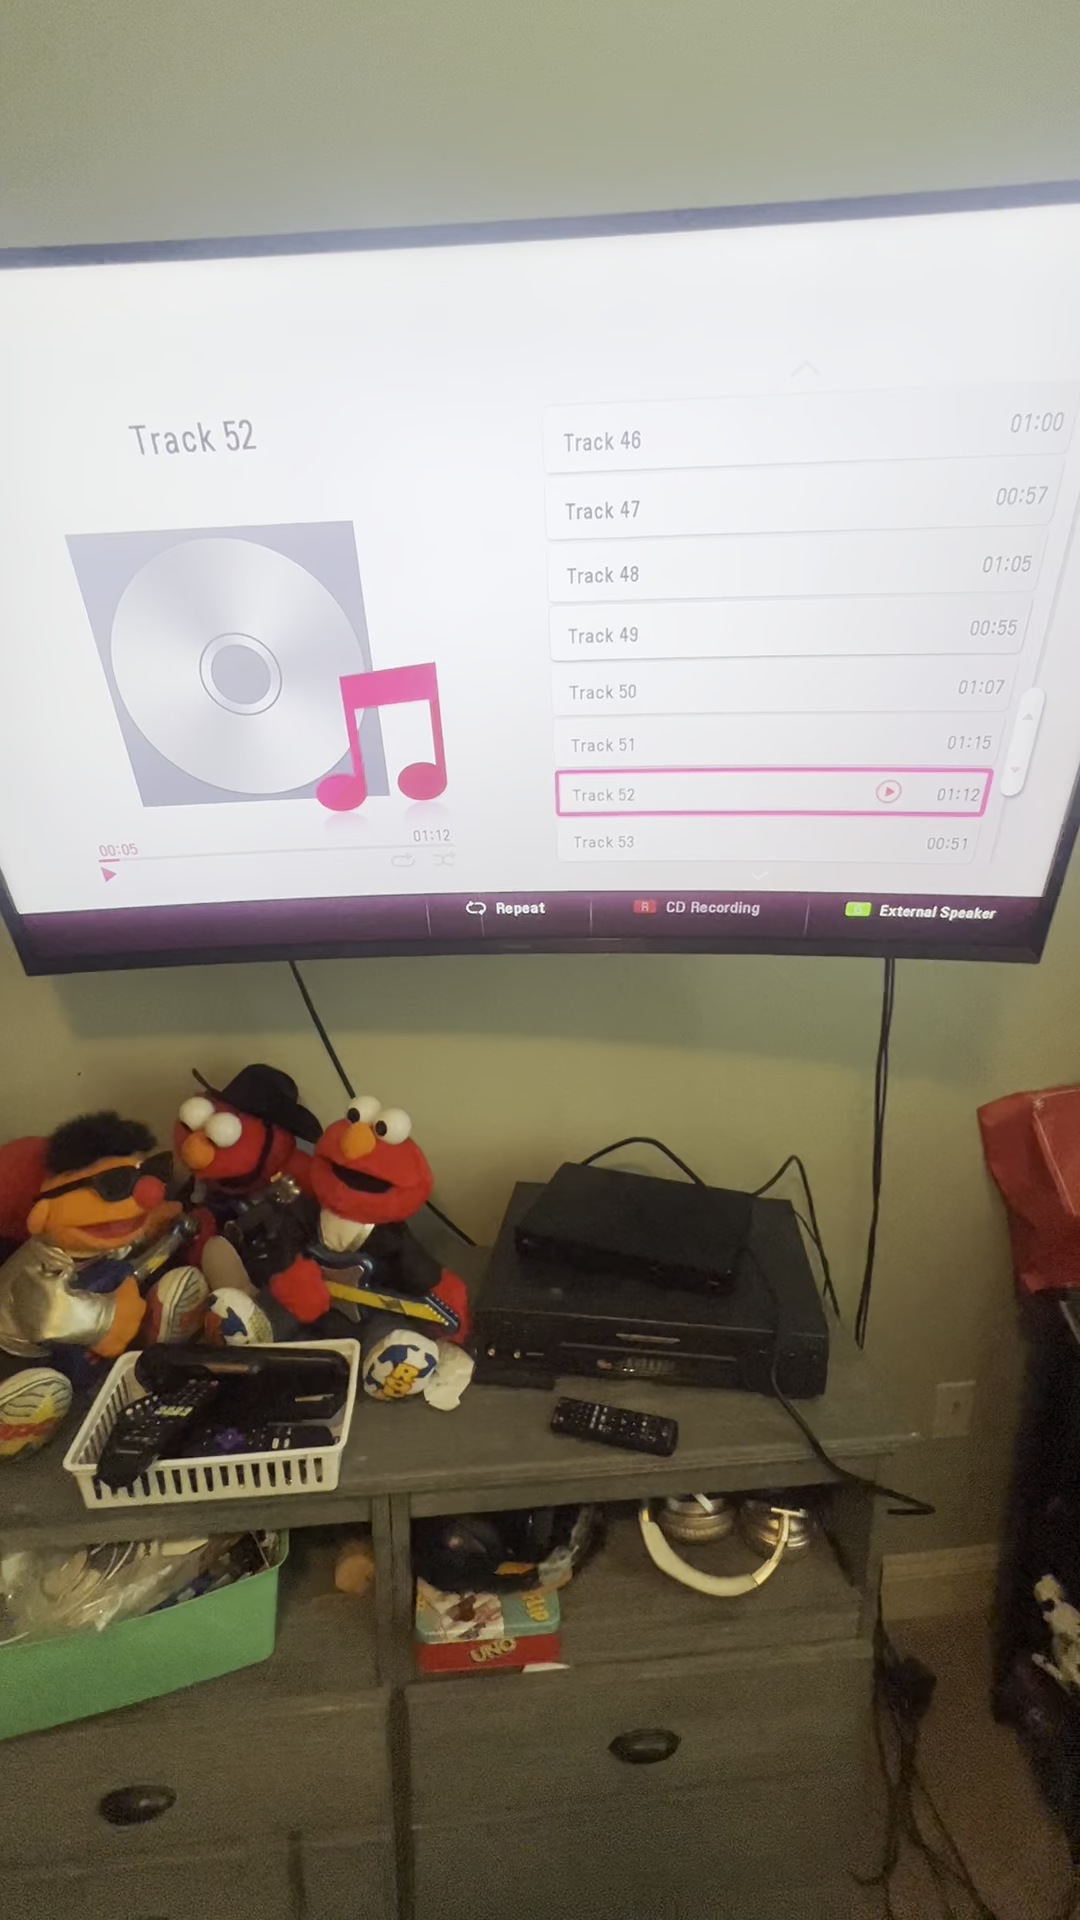 Track 52
00:05
01:12
Track 46 01:00
Track 47 00:57
Track 48 01:05
Track 49 00:55
Track 50 01:07
Track 51 01:15
Track 52 01:12
Track 53 00:51
Repeat
R CD Recording
External Speaker
UNO